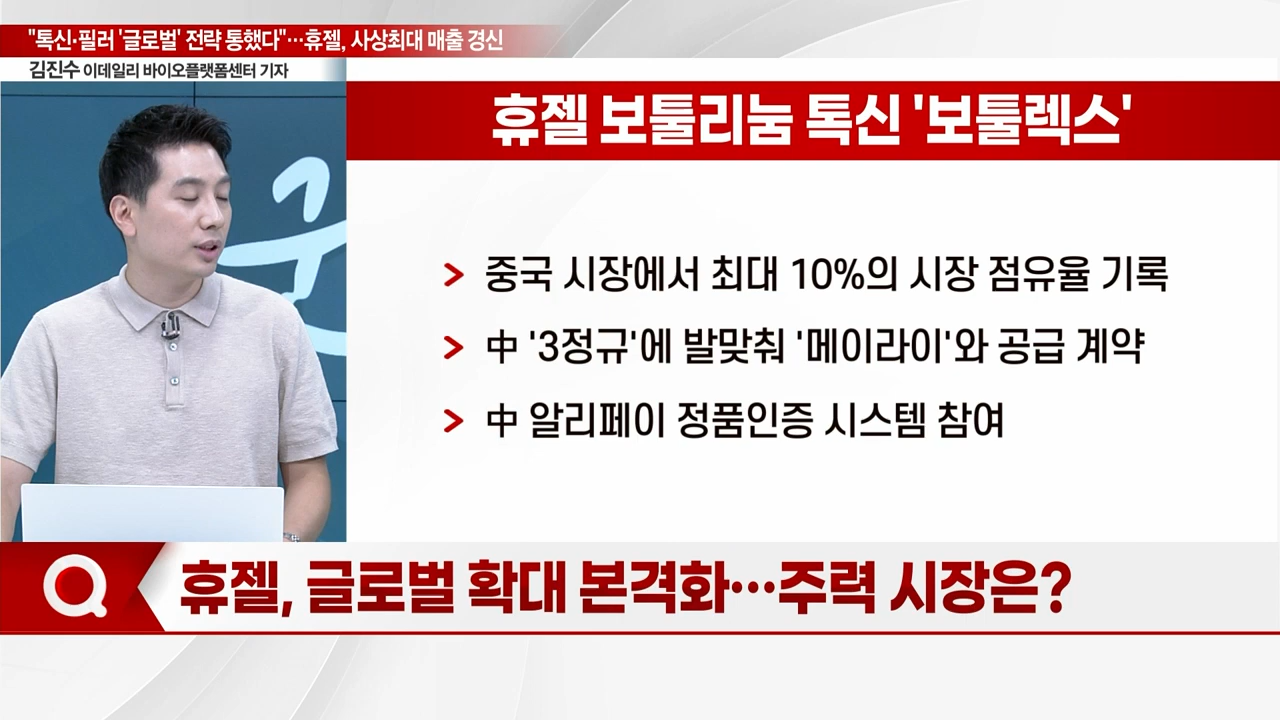 "톡신·필러 '글로벌' 전략 통했다"…휴젤, 사상최대 매출 경신
김진수 이데일리 바이오플랫폼센터 기자
휴젤 보툴리눔 톡신 '보툴렉스'
> 중국 시장에서 최대 10%의 시장 점유율 기록
> 中 '3정규'에 발맞춰 '메이라이'와 공급 계약
> 中 알리페이 정품인증 시스템 참여
Q 휴젤, 글로벌 확대 본격화…주력 시장은?